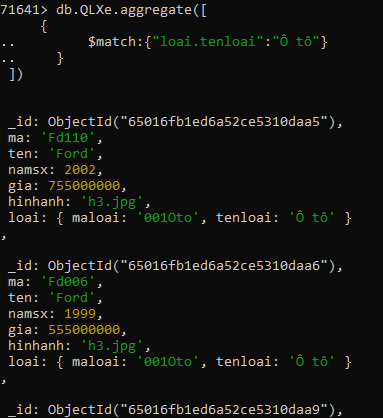 71641> db.QLXe.aggregate([
{
.. $match:{"loai.tenloai":"Ô tô"}
.. }
])
_id: ObjectId("65016fb1ed6a52ce5310daa5"),
ma: 'Fd110',
ten: 'Ford',
namsx: 2002,
gia: 755000000,
hinhanh: 'h3.jpg',
loai: { maloai: '001Oto', tenloai: 'Ô tô' }
,
_id: ObjectId("65016fb1ed6a52ce5310daa6"),
ma: 'Fd006',
ten: 'Ford',
namsx: 1999,
gia: 555000000,
hinhanh: 'h3.jpg',
loai: { maloai: '001Oto', tenloai: 'Ô tô' }
,
_id: ObjectId("65016fb1ed6a52ce5310daa9"),